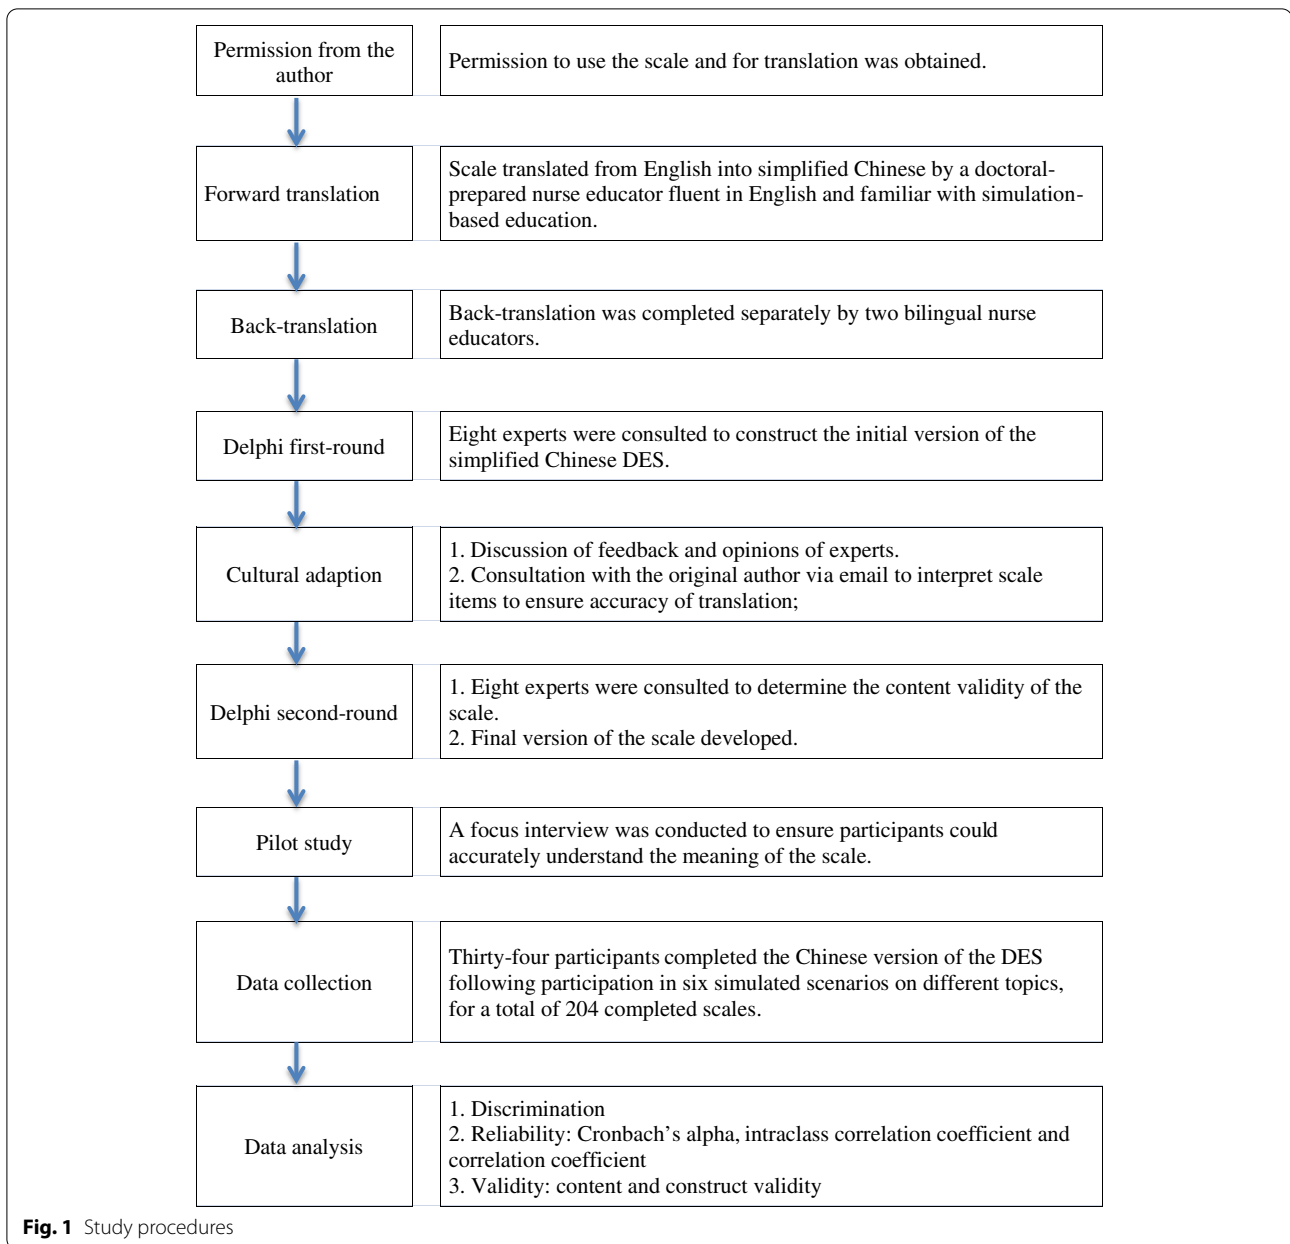 Permission from the
author
Permission to use the scale and for translation was obtained.
Forward translation
Scale translated from English into simplified Chinese by a doctoral-
prepared nurse educator fluent in English and familiar with simulation-
based education.
Back-translation
Back-translation was completed separately by two bilingual nurse
educators.
Delphi first-round
Eight experts were consulted to construct the initial version of the
simplified Chinese DES.
Cultural adaption
1. Discussion of feedback and opinions of experts.
2. Consultation with the original author via email to interpret scale
items to ensure accuracy of translation;
Delphi second-round
1. Eight experts were consulted to determine the content validity of the
scale.
2. Final version of the scale developed.
Pilot study
A focus interview was conducted to ensure participants could
accurately understand the meaning of the scale.
Data collection
Thirty-four participants completed the Chinese version of the DES
following participation in six simulated scenarios on different topics,
for a total of 204 completed scales.
Data analysis
1. Discrimination
2. Reliability: Cronbach's alpha, intraclass correlation coefficient and
correlation coefficient
3. Validity: content and construct validity
Fig. 1 Study procedures